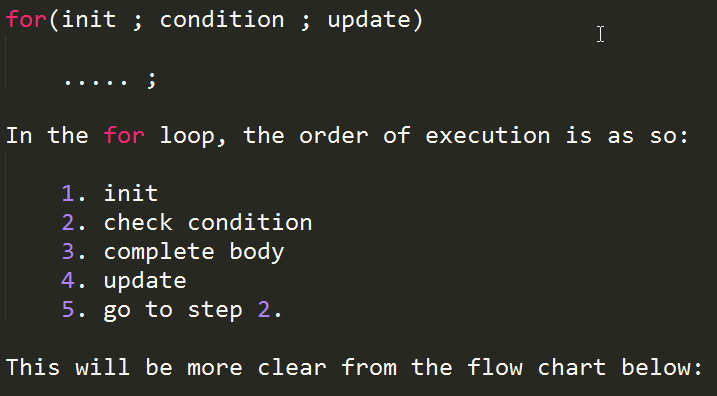 for(init ; condition ; update)
..... ;
In the for loop, the order of execution is as so:
1. init
2. check condition
3. complete body
4. update
5. go to step 2.
This will be more clear from the flow chart below: